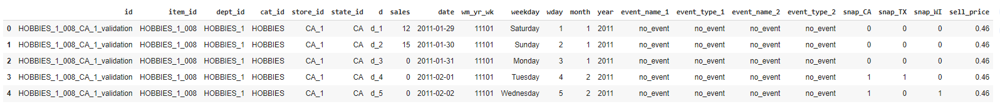 id item_id dept_id cat_id store_id state_id d sales date wm_yr_wk weekday wday month year event_name_1 event_type_1 event_name_2 event_type_2 snap_CA snap_TX snap_WI sell_price
0 HOBBIES_1_008_CA_1_validation HOBBIES_1_008 HOBBIES_1 HOBBIES CA_1 CA d_1 12 2011-01-29 11101 Saturday 1 1 2011 no_event no_event no_event no_event 0 0 0 0.46
1 HOBBIES_1_008_CA_1_validation HOBBIES_1_008 HOBBIES_1 HOBBIES CA_1 CA d_2 15 2011-01-30 11101 Sunday 2 1 2011 no_event no_event no_event no_event 0 0 0 0.46
2 HOBBIES_1_008_CA_1_validation HOBBIES_1_008 HOBBIES_1 HOBBIES CA_1 CA d_3 0 2011-01-31 11101 Monday 3 1 2011 no_event no_event no_event no_event 0 0 0 0.46
3 HOBBIES_1_008_CA_1_validation HOBBIES_1_008 HOBBIES_1 HOBBIES CA_1 CA d_4 0 2011-02-01 11101 Tuesday 4 2 2011 no_event no_event no_event no_event 1 1 0 0.46
4 HOBBIES_1_008_CA_1_validation HOBBIES_1_008 HOBBIES_1 HOBBIES CA_1 CA d_5 0 2011-02-02 11101 Wednesday 5 2 2011 no_event no_event no_event no_event 1 0 1 0.46